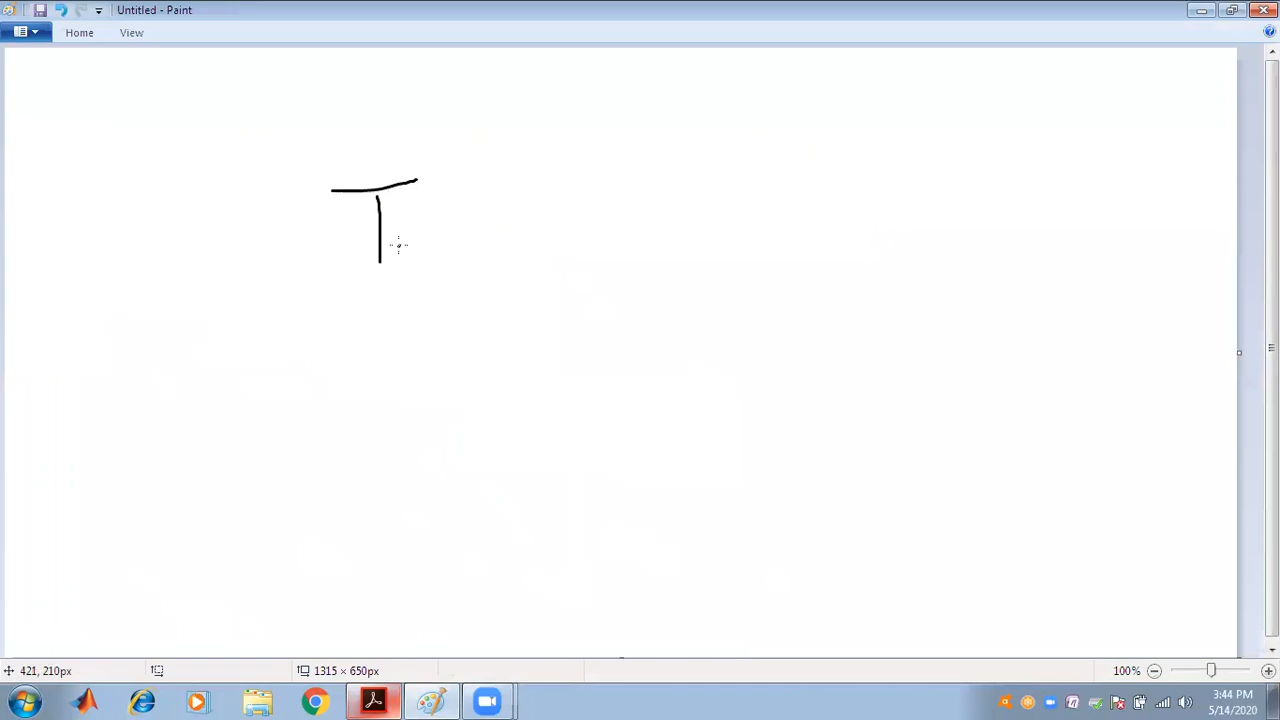 Untitled - Paint
Home View
T
421, 210px 1315 × 650px 100%
3:44 PM
5/14/2020